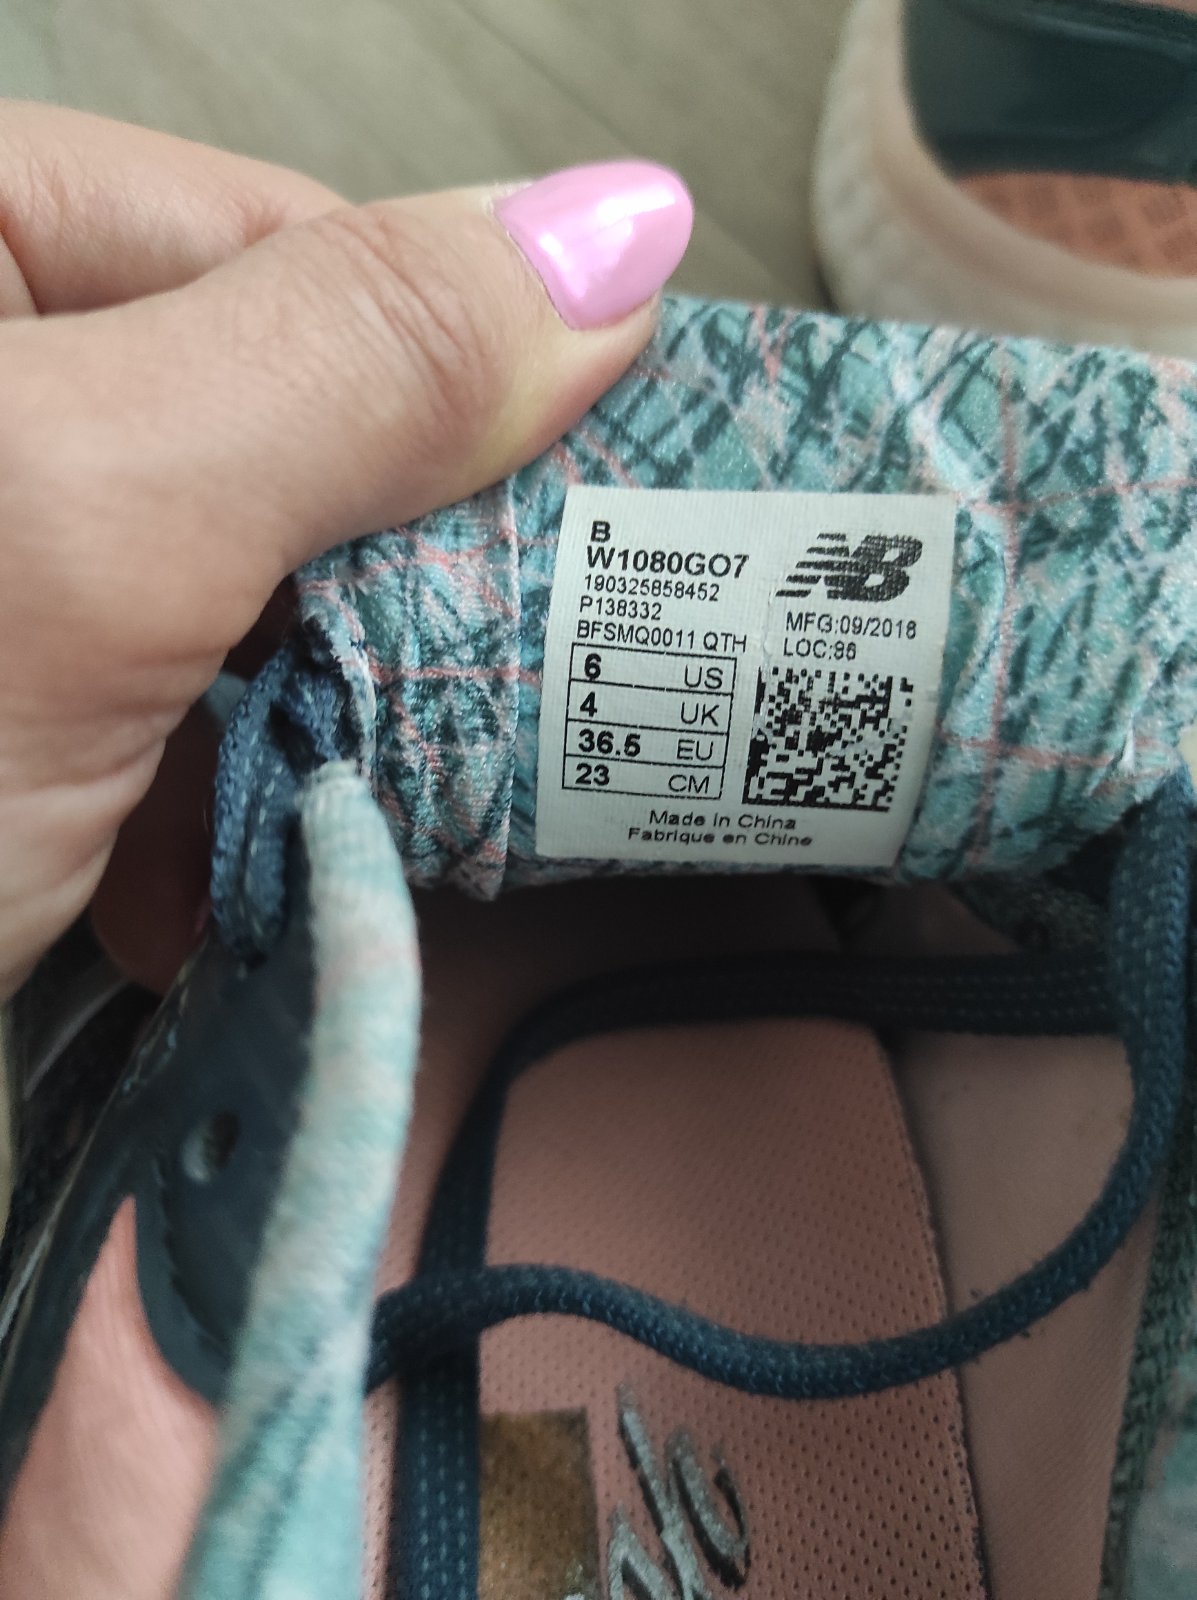 B
W1080GO7
190325858452
P138332
BFSMQ0011 QTH
NB
MFG:09/2018
LOC:86
6 US
4 UK
36.5 EU
23 CM
Made in China
Fabrique en Chine